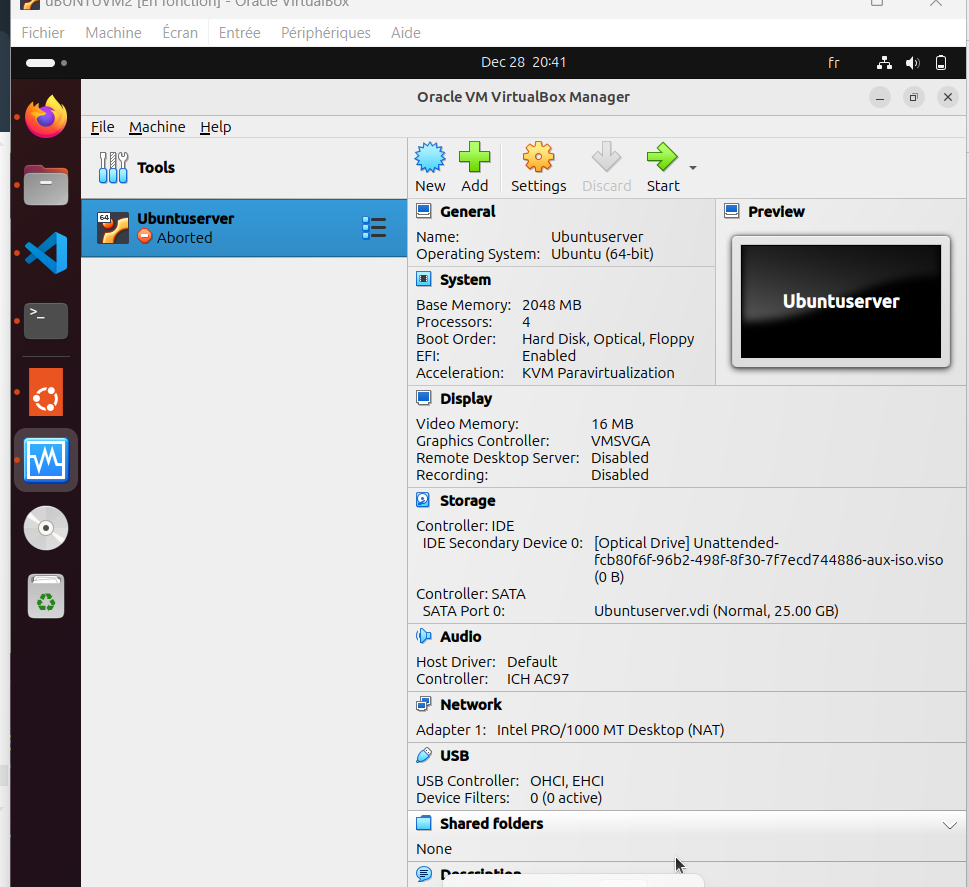 uBUNTUVM2 [En fonction] - Oracle VirtualBox
Fichier Machine Écran Entrée Périphériques Aide
Dec 28 20:41
fr
Oracle VM VirtualBox Manager
File Machine Help
Tools
New Add Settings Discard Start
64
Ubuntuserver
Aborted
General
Name: Ubuntuserver
Operating System: Ubuntu (64-bit)
Preview
Ubuntuserver
System
Base Memory: 2048 MB
Processors: 4
Boot Order: Hard Disk, Optical, Floppy
EFI: Enabled
Acceleration: KVM Paravirtualization
Display
Video Memory: 16 MB
Graphics Controller: VMSVGA
Remote Desktop Server: Disabled
Recording: Disabled
Storage
Controller: IDE
IDE Secondary Device 0: [Optical Drive] Unattended-
fcb80f6f-96b2-498f-8f30-7f7ecd744886-aux-iso.viso
(0 B)
Controller: SATA
SATA Port 0: Ubuntuserver.vdi (Normal, 25.00 GB)
Audio
Host Driver: Default
Controller: ICH AC97
Network
Adapter 1: Intel PRO/1000 MT Desktop (NAT)
USB
USB Controller: OHCI, EHCI
Device Filters: 0 (0 active)
Shared folders
None
Description